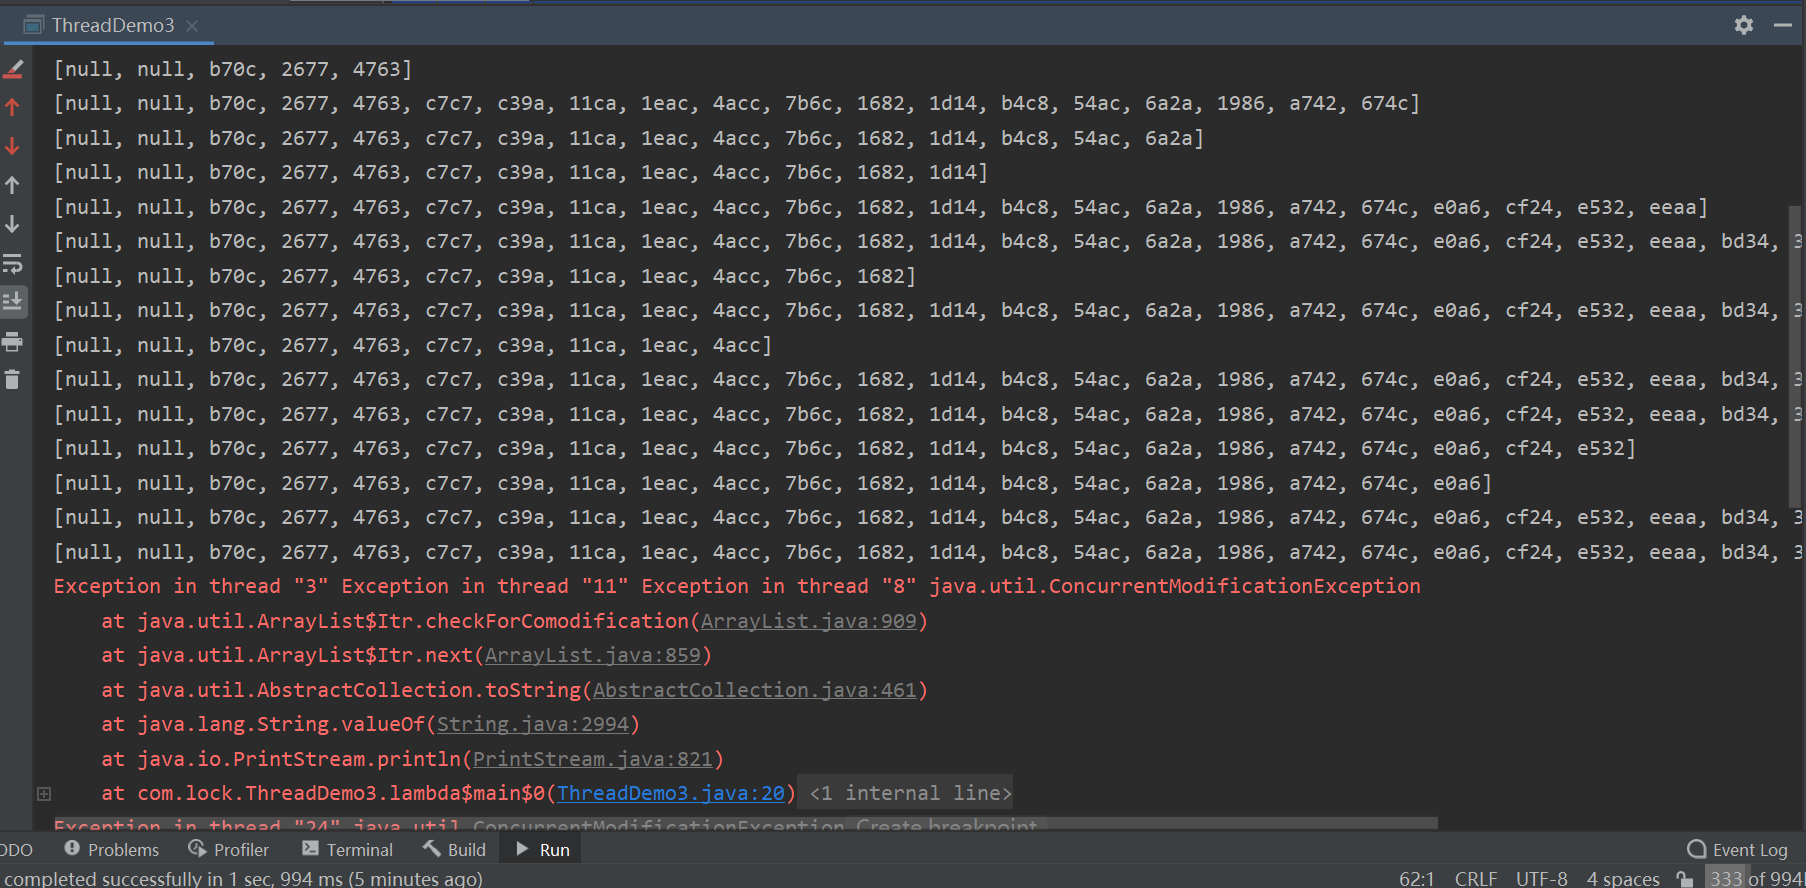 ThreadDemo3
[null, null, b70c, 2677, 4763]
[null, null, b70c, 2677, 4763, c7c7, c39a, 11ca, 1eac, 4acc, 7b6c, 1682, 1d14, b4c8, 54ac, 6a2a, 1986, a742, 674c]
[null, null, b70c, 2677, 4763, c7c7, c39a, 11ca, 1eac, 4acc, 7b6c, 1682, 1d14, b4c8, 54ac, 6a2a]
[null, null, b70c, 2677, 4763, c7c7, c39a, 11ca, 1eac, 4acc, 7b6c, 1682, 1d14]
[null, null, b70c, 2677, 4763, c7c7, c39a, 11ca, 1eac, 4acc, 7b6c, 1682, 1d14, b4c8, 54ac, 6a2a, 1986, a742, 674c, e0a6, cf24, e532, eeaa]
[null, null, b70c, 2677, 4763, c7c7, c39a, 11ca, 1eac, 4acc, 7b6c, 1682, 1d14, b4c8, 54ac, 6a2a, 1986, a742, 674c, e0a6, cf24, e532, eeaa, bd34, 3
[null, null, b70c, 2677, 4763, c7c7, c39a, 11ca, 1eac, 4acc, 7b6c, 1682]
[null, null, b70c, 2677, 4763, c7c7, c39a, 11ca, 1eac, 4acc, 7b6c, 1682, 1d14, b4c8, 54ac, 6a2a, 1986, a742, 674c, e0a6, cf24, e532, eeaa, bd34, 3
[null, null, b70c, 2677, 4763, c7c7, c39a, 11ca, 1eac, 4acc]
[null, null, b70c, 2677, 4763, c7c7, c39a, 11ca, 1eac, 4acc, 7b6c, 1682, 1d14, b4c8, 54ac, 6a2a, 1986, a742, 674c, e0a6, cf24, e532, eeaa, bd34, 3
[null, null, b70c, 2677, 4763, c7c7, c39a, 11ca, 1eac, 4acc, 7b6c, 1682, 1d14, b4c8, 54ac, 6a2a, 1986, a742, 674c, e0a6, cf24, e532, eeaa, bd34, 3
[null, null, b70c, 2677, 4763, c7c7, c39a, 11ca, 1eac, 4acc, 7b6c, 1682, 1d14, b4c8, 54ac, 6a2a, 1986, a742, 674c, e0a6, cf24, e532]
[null, null, b70c, 2677, 4763, c7c7, c39a, 11ca, 1eac, 4acc, 7b6c, 1682, 1d14, b4c8, 54ac, 6a2a, 1986, a742, 674c, e0a6]
[null, null, b70c, 2677, 4763, c7c7, c39a, 11ca, 1eac, 4acc, 7b6c, 1682, 1d14, b4c8, 54ac, 6a2a, 1986, a742, 674c, e0a6, cf24, e532, eeaa, bd34, 3
[null, null, b70c, 2677, 4763, c7c7, c39a, 11ca, 1eac, 4acc, 7b6c, 1682, 1d14, b4c8, 54ac, 6a2a, 1986, a742, 674c, e0a6, cf24, e532, eeaa, bd34, 3
Exception in thread "3" Exception in thread "11" Exception in thread "8" java.util.ConcurrentModificationException
at java.util.ArrayList$Itr.checkForComodification(ArrayList.java:909)
at java.util.ArrayList$Itr.next(ArrayList.java:859)
at java.util.AbstractCollection.toString(AbstractCollection.java:461)
at java.lang.String.valueOf(String.java:2994)
at java.io.PrintStream.println(PrintStream.java:821)
at com.lock.ThreadDemo3.lambda$main$0(ThreadDemo3.java:20) <1 internal line>
Exception in thread "24" java.util.ConcurrentModificationException Create breakpoint
ODO Problems Profiler Terminal Build Run Event Log
completed successfully in 1 sec, 994 ms (5 minutes ago) 62:1 CRLF UTF-8 4 spaces 333 of 994